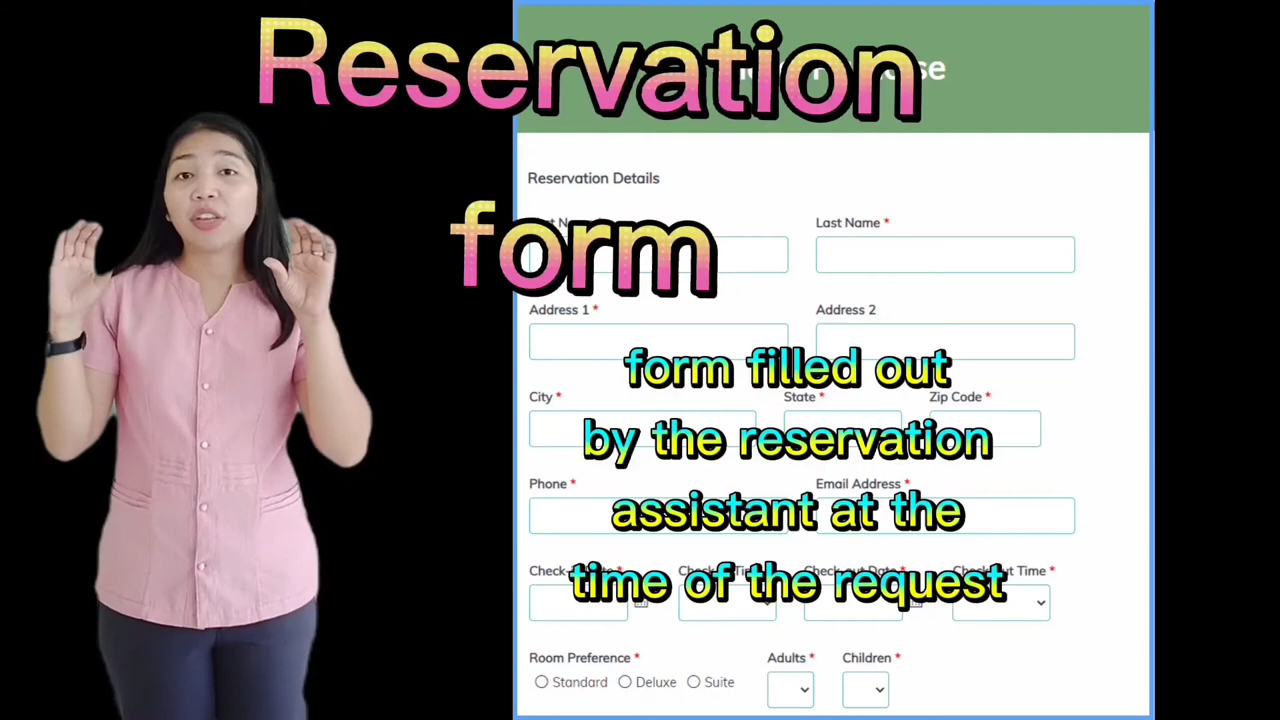 Reservation
form
Reservation Details
Last Name *
Address 1 *
Address 2
form filled out
City *
State *
Zip Code *
by the reservation
Phone *
Email Address *
assistant at the
time of the request
Room Preference *
Adults *
Children *
Standard
Deluxe
Suite